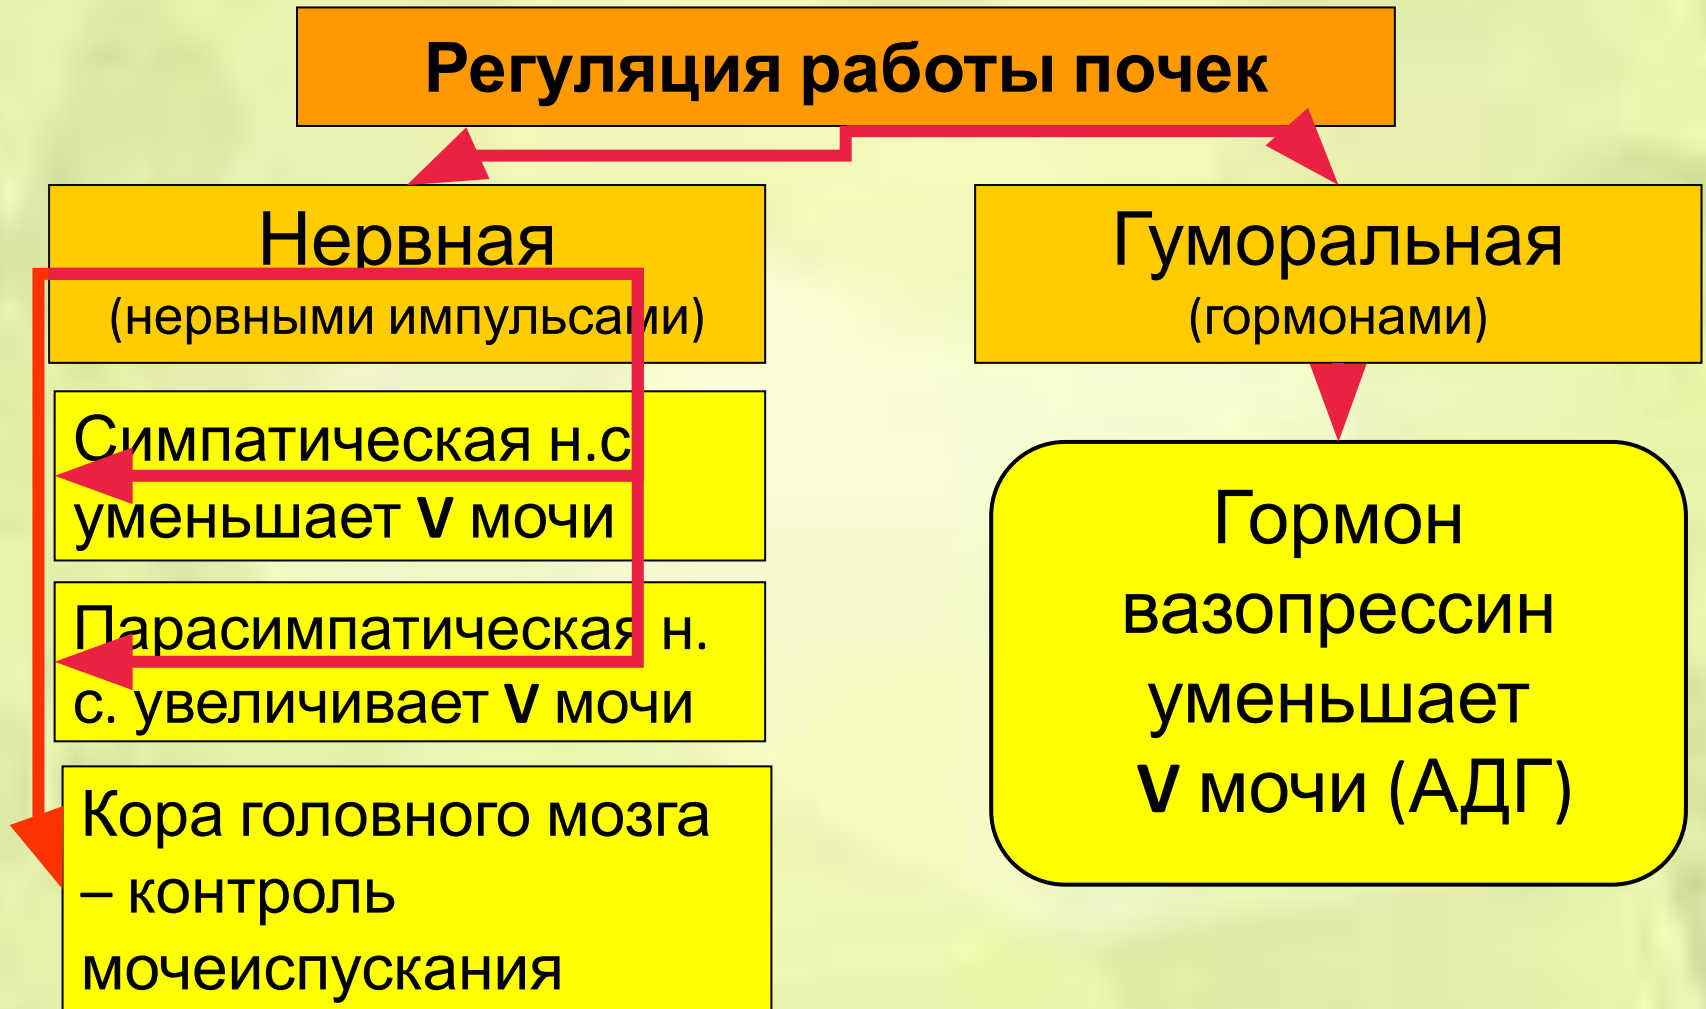 Регуляция работы почек
Нервная
(нервными импульсами)
Гуморальная
(гормонами)
Симпатическая н.с
уменьшает V мочи
Парасимпатическая н.
с. увеличивает V мочи
Кора головного мозга
– контроль
мочеиспускания
Гормон
вазопрессин
уменьшает
V мочи (АДГ)